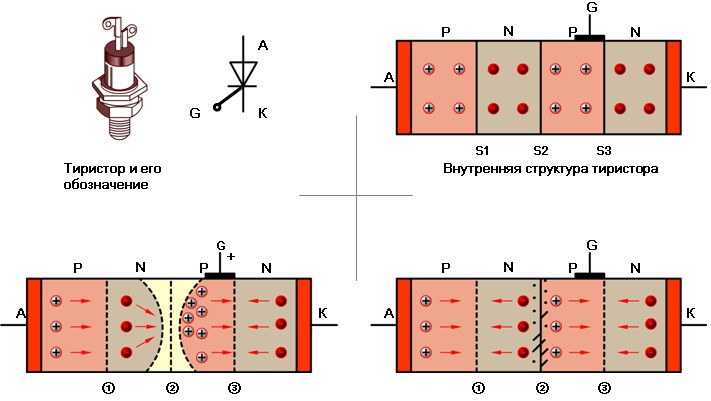 A
G
K
Тиристор и его
обозначение
G
P N P N
A K
S1 S2 S3
Внутренняя структура тиристора
G
+
P N P N
A K
1 2 3
G
P N P N
A K
1 2 3